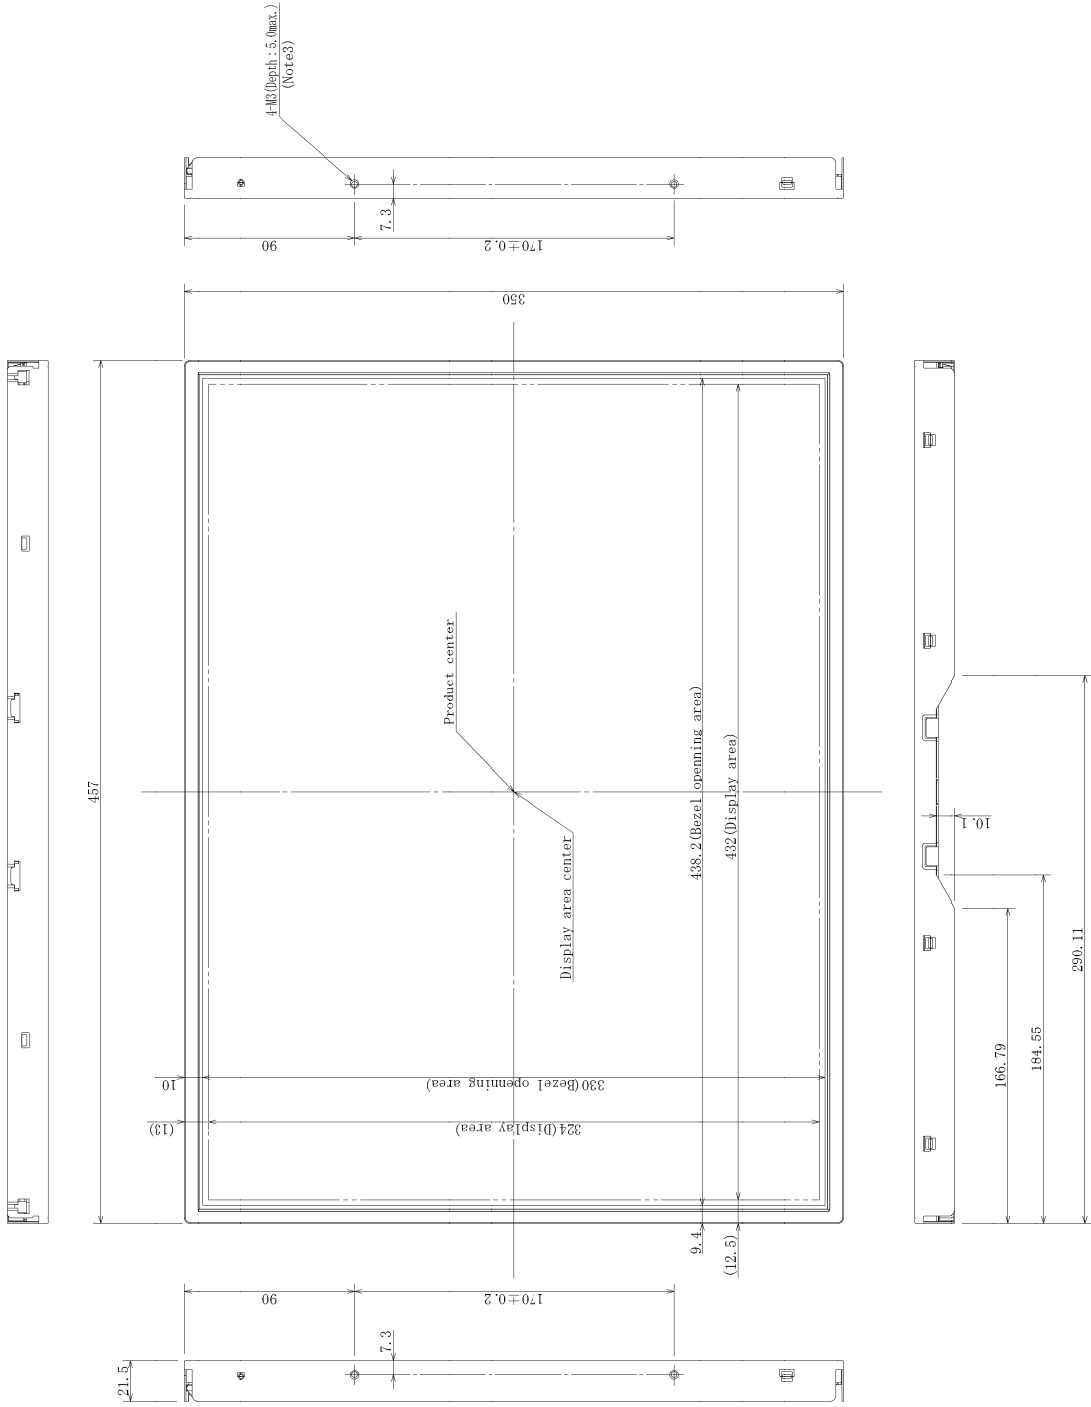 4-M3(Depth:5.0max.)
(Note3)
7.3
90
170±0.2
350
457
Product center
Display area center
438.2(Bezel openning area)
432(Display area)
10.1
290.11
184.55
166.79
10
330(Bezel openning area)
(13)
324(Display area)
9.4
(12.5)
90
170±0.2
7.3
21.5